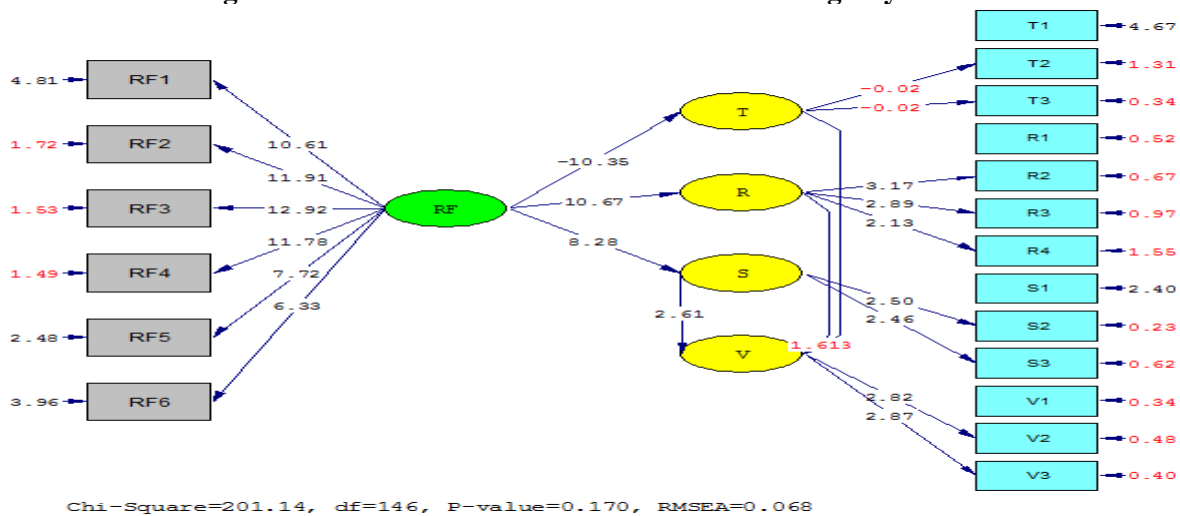 T1 4.67
T2 1.31
T3 0.34
R1 0.52
R2 0.67
R3 0.97
R4 1.55
S1 2.40
S2 0.23
S3 0.62
V1 0.34
V2 0.48
V3 0.40
4.81 RF1
1.72 RF2
1.53 RF3
1.49 RF4
2.48 RF5
3.96 RF6
10.61
11.91
12.92
11.78
7.72
6.33
RF
-10.35
10.67
8.28
T
R
S
V
2.61
-0.02
-0.02
3.17
2.89
2.13
2.50
2.46
1.613
2.82
2.87
Chi-Square=201.14, df=146, P-value=0.170, RMSEA=0.068